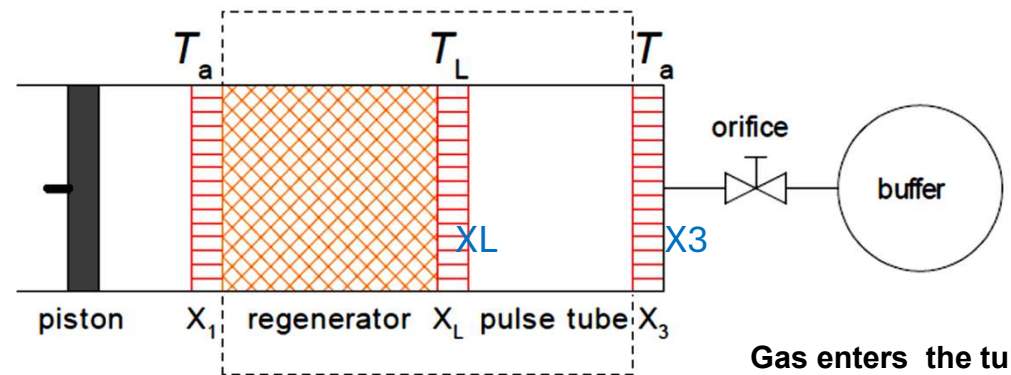 Ta TL Ta
orifice
buffer
XL X3
piston X1 regenerator XL pulse tube X3
Gas enters the tu